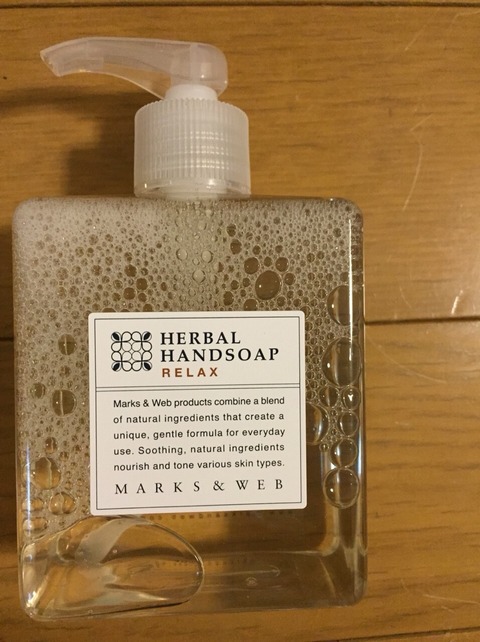 HERBAL
HANDSOAP
RELAX
Marks & Web products combine a blend
of natural ingredients that create a
unique, gentle formula for everyday
use. Soothing, natural ingredients
nourish and tone various skin types.
MARKS & WEB